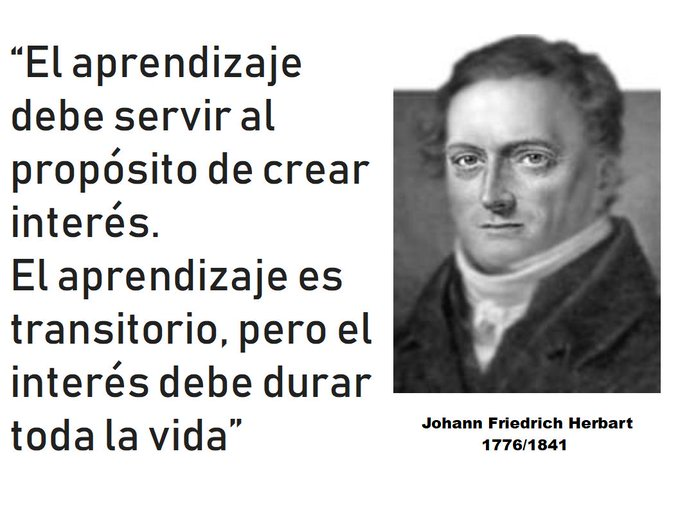 “El aprendizaje
debe servir al
propósito de crear
interés.
El aprendizaje es
transitorio, pero el
interés debe durar
toda la vida”
Johann Friedrich Herbart
1776/1841